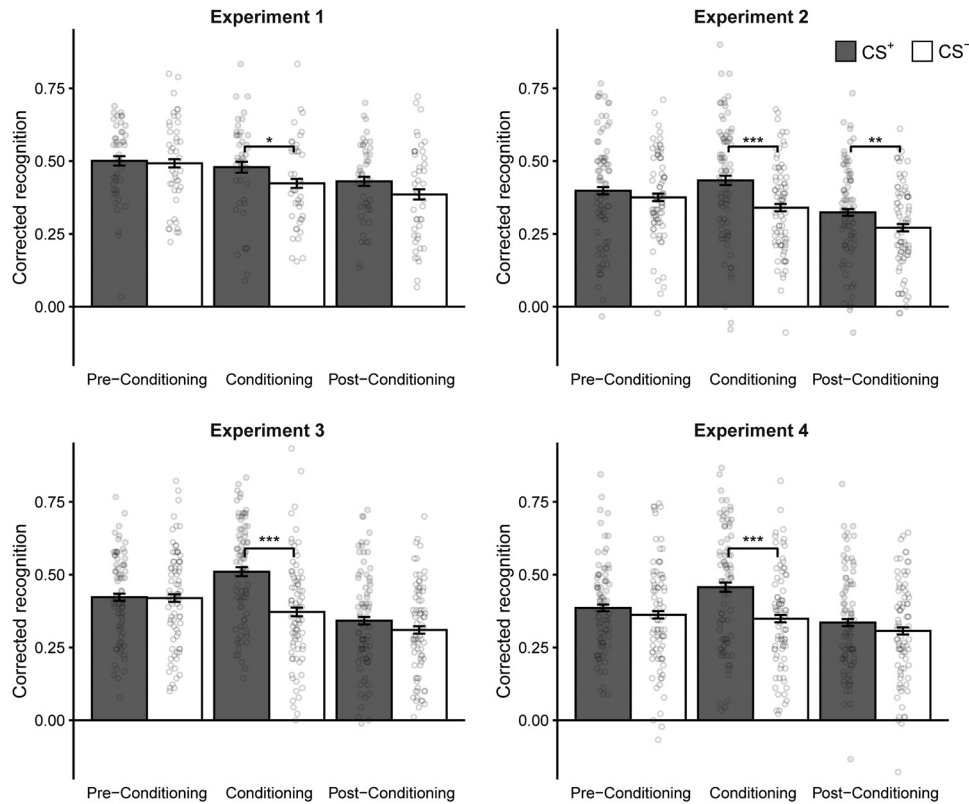 Experiment 1
Corrected recognition
0.75
0.50
0.25
0.00
*
Pre−Conditioning Conditioning Post−Conditioning
Experiment 2
CS+ CS−
Corrected recognition
0.75
0.50
0.25
0.00
***
**
Pre−Conditioning Conditioning Post−Conditioning
Experiment 3
Corrected recognition
0.75
0.50
0.25
0.00
***
Pre−Conditioning Conditioning Post−Conditioning
Experiment 4
Corrected recognition
0.75
0.50
0.25
0.00
***
Pre−Conditioning Conditioning Post−Conditioning